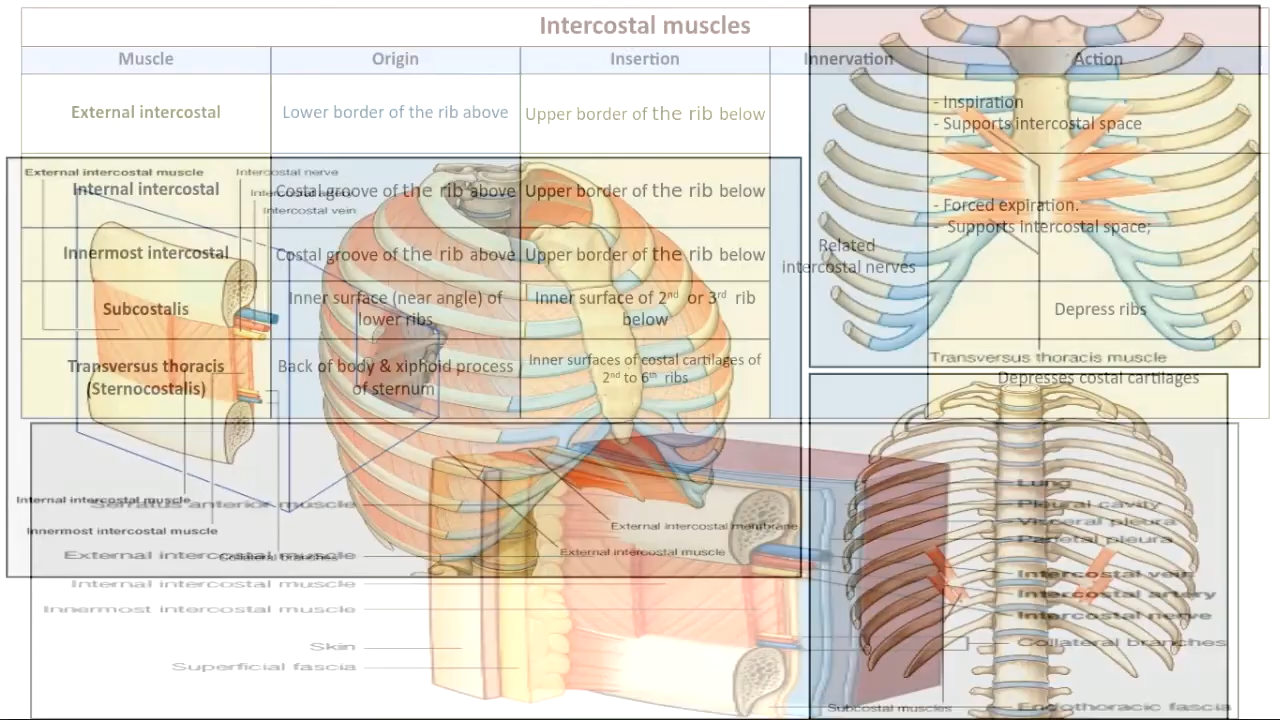 Intercostal muscles
Muscle
Origin
Insertion
Innervation
Action
External intercostal
Lower border of the rib above
Upper border of the rib below
- Inspiration
- Supports intercostal space
Internal intercostal
Costal groove of the rib above
Upper border of the rib below
- Forced expiration.
- Supports intercostal space;
Innermost intercostal
Costal groove of the rib above
Upper border of the rib below
Related
intercostal nerves
Subcostalis
Inner surface (near angle) of
lower ribs
Inner surface of 2nd or 3rd rib
below
Depress ribs
Transversus thoracis
(Sternocostalis)
Back of body & xiphoid process
of sternum
Inner surfaces of costal cartilages of
2nd to 6th ribs
Depresses costal cartilages
External intercostal muscle
Intercostal nerve
Intercostal artery
Intercostal vein
Internal intercostal muscle
Innermost intercostal muscle
Collateral branches
External intercostal membrane
External intercostal muscle
Transversus thoracis muscle
Serratus anterior muscle
External intercostal muscle
Internal intercostal muscle
Innermost intercostal muscle
Skin
Superficial fascia
Lung
Pleural cavity
Visceral pleura
Parietal pleura
Intercostal vein
Intercostal artery
Intercostal nerve
Collateral branches
Endothoracic fascia
Subcostal muscles